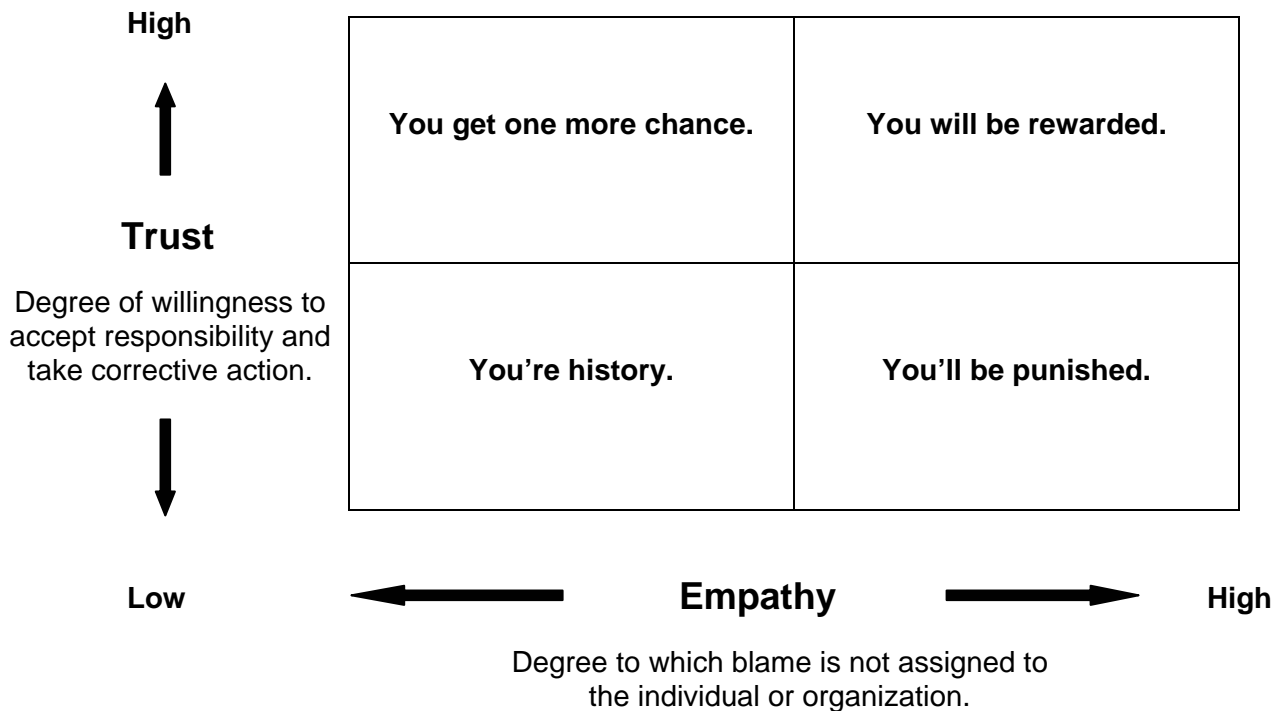 High
You get one more chance.
You will be rewarded.
Trust
Degree of willingness to
accept responsibility and
take corrective action.
You’re history.
You’ll be punished.
Low
Empathy
High
Degree to which blame is not assigned to
the individual or organization.